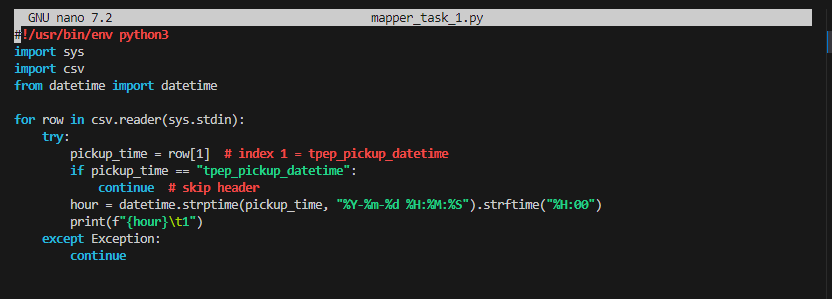 GNU nano 7.2 mapper_task_1.py
#!/usr/bin/env python3
import sys
import csv
from datetime import datetime

for row in csv.reader(sys.stdin):
    try:
        pickup_time = row[1]  # index 1 = tpep_pickup_datetime
        if pickup_time == "tpep_pickup_datetime":
            continue  # skip header
        hour = datetime.strptime(pickup_time, "%Y-%m-%d %H:%M:%S").strftime("%H:00")
        print(f"{hour}\t1")
    except Exception:
        continue